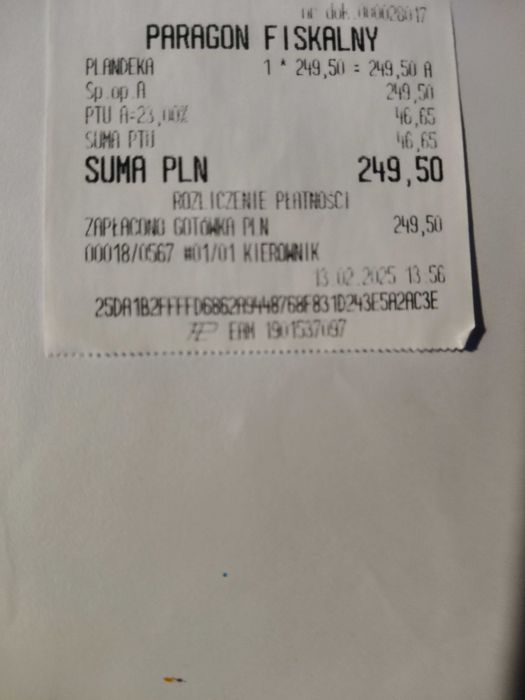 nr dok.
PARAGON FISKALNY
PLANDEKA 1 * 249,50 = 249,50 A
Sp.op.A 249,50
PTU A=23,00% 46,65
SUMA PTU 46,65
SUMA PLN 249,50
ROZLICZENIE PŁATNOŚCI
ZAPŁACONO GOTÓWKA PLN 249,50
00018/0567 #01/01 KIEROWNIK
13.02.2025 13:56
EAM 1901537097